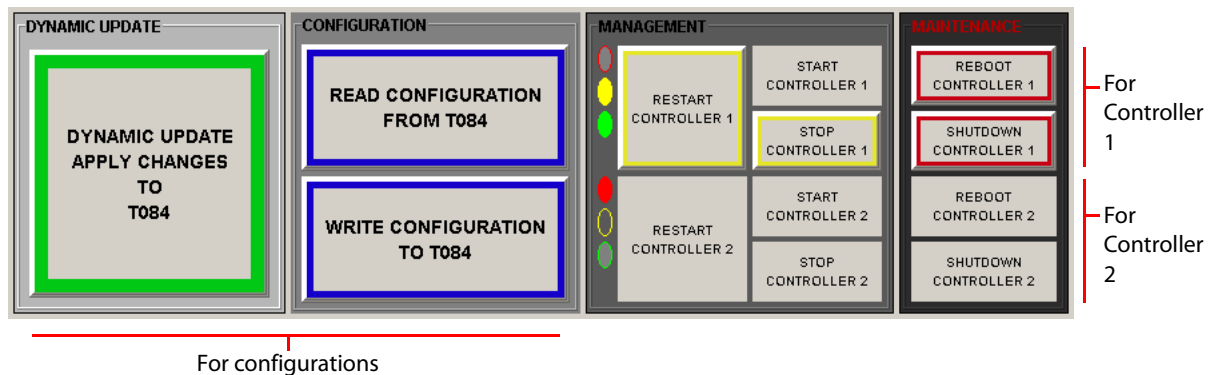 DYNAMIC UPDATE
DYNAMIC UPDATE
APPLY CHANGES
TO
T084
CONFIGURATION
READ CONFIGURATION
FROM T084
WRITE CONFIGURATION
TO T084
MANAGEMENT
RESTART
CONTROLLER 1
START
CONTROLLER 1
STOP
CONTROLLER 1
RESTART
CONTROLLER 2
START
CONTROLLER 2
STOP
CONTROLLER 2
MAINTENANCE
REBOOT
CONTROLLER 1
SHUTDOWN
CONTROLLER 1
REBOOT
CONTROLLER 2
SHUTDOWN
CONTROLLER 2
For
Controller
1
For
Controller
2
For configurations